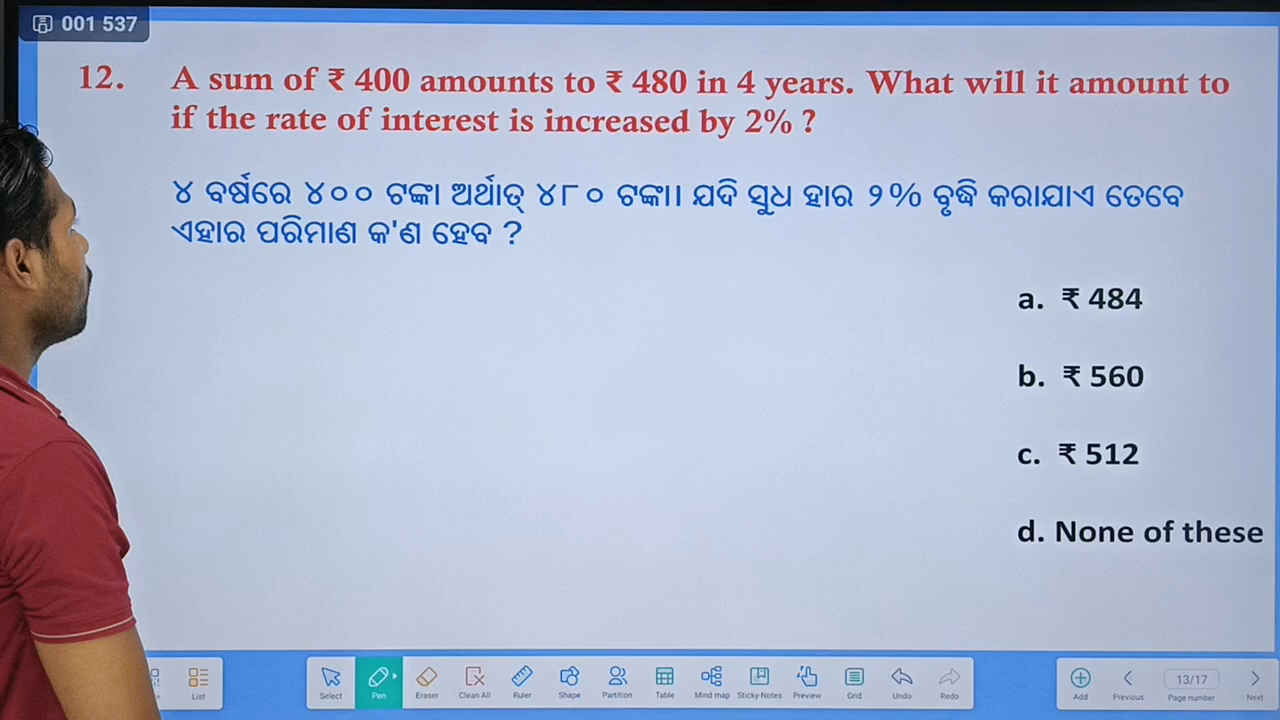 001 537
12. A sum of ₹ 400 amounts to ₹ 480 in 4 years. What will it amount to
if the rate of interest is increased by 2% ?
୪ ବର୍ଷରେ ୪୦୦ ଟଙ୍କା ଅର୍ଥାତ୍ ୪୮୦ ଟଙ୍କା। ଯଦି ସୁଧ ହାର ୨% ବୃଦ୍ଧି କରାଯାଏ ତେବେ
ଏହାର ପରିମାଣ କ'ଣ ହେବ ?
a. ₹ 484
b. ₹ 560
c. ₹ 512
d. None of these
List
Select Pen Eraser Clean All Ruler Shape Partition Table Mind map Sticky-Notes Preview Grid Undo Redo
Add Previous 13/17 Page number Next